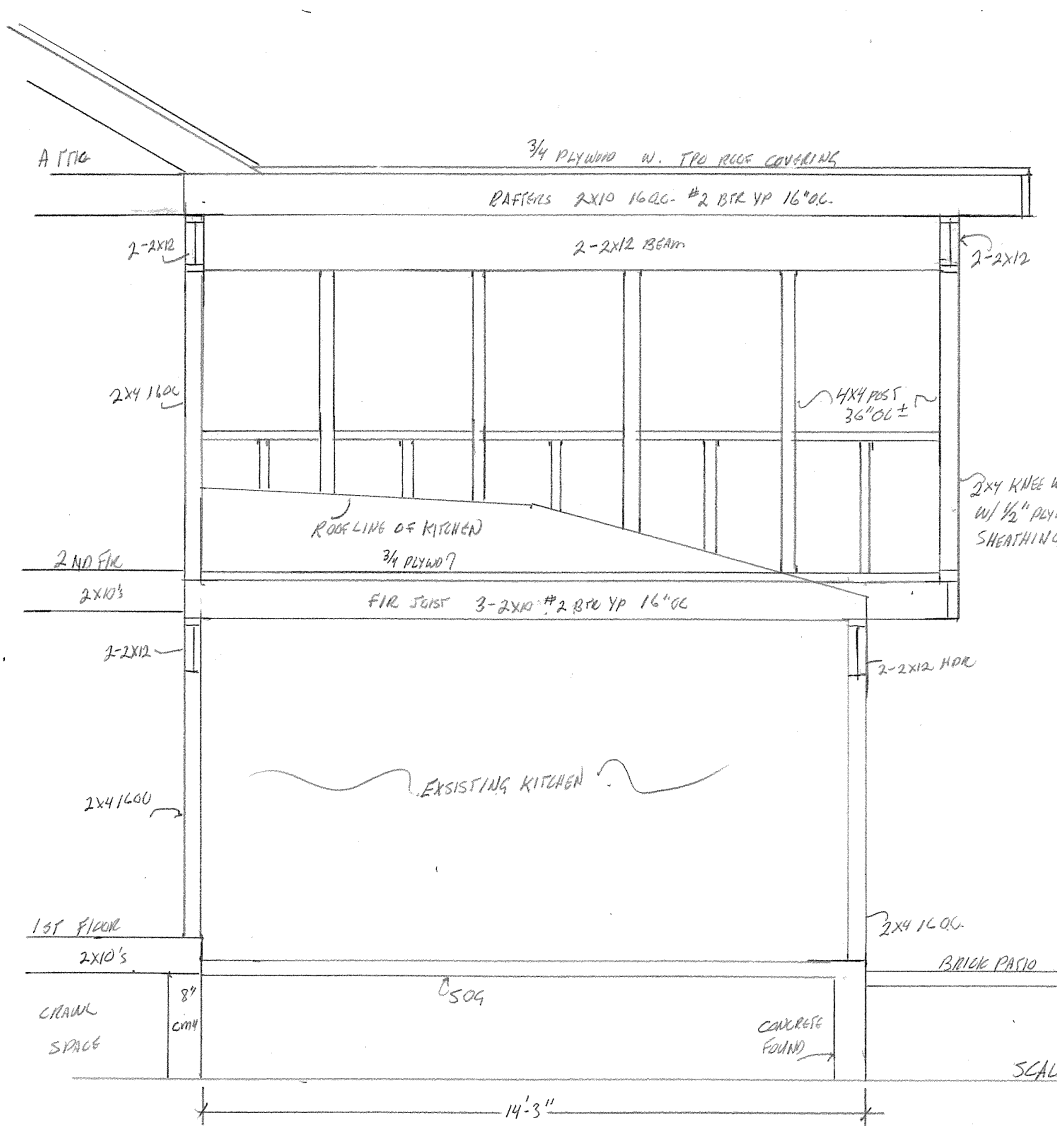 ATTIC
3/4 PLYWOOD W. TPO ROOF COVERING
RAFTERS 2X10 16O.C. #2 BTR YP 16"O.C.
2-2X12
2-2X12 BEAM
2-2X12
2X4 16OC
4X4 POST
36"OC ±
2X4 KNEE W
W/ 1/2" PLY
SHEATHING
ROOFLINE OF KITCHEN
3/4 PLYWD
2ND FLR
2X10's
FLR JOIST 3-2X10 #2 BTR YP 16"OC
2-2X12
2-2X12 HDR
EXSISTING KITCHEN
2X4 16OC
1ST FLOOR
2X10's
2X4 16 O.C.
BRICK PATIO
SOG
8"
CMU
CRAWL
SPACE
CONCRETE
FOUND
SCAL
14'-3"